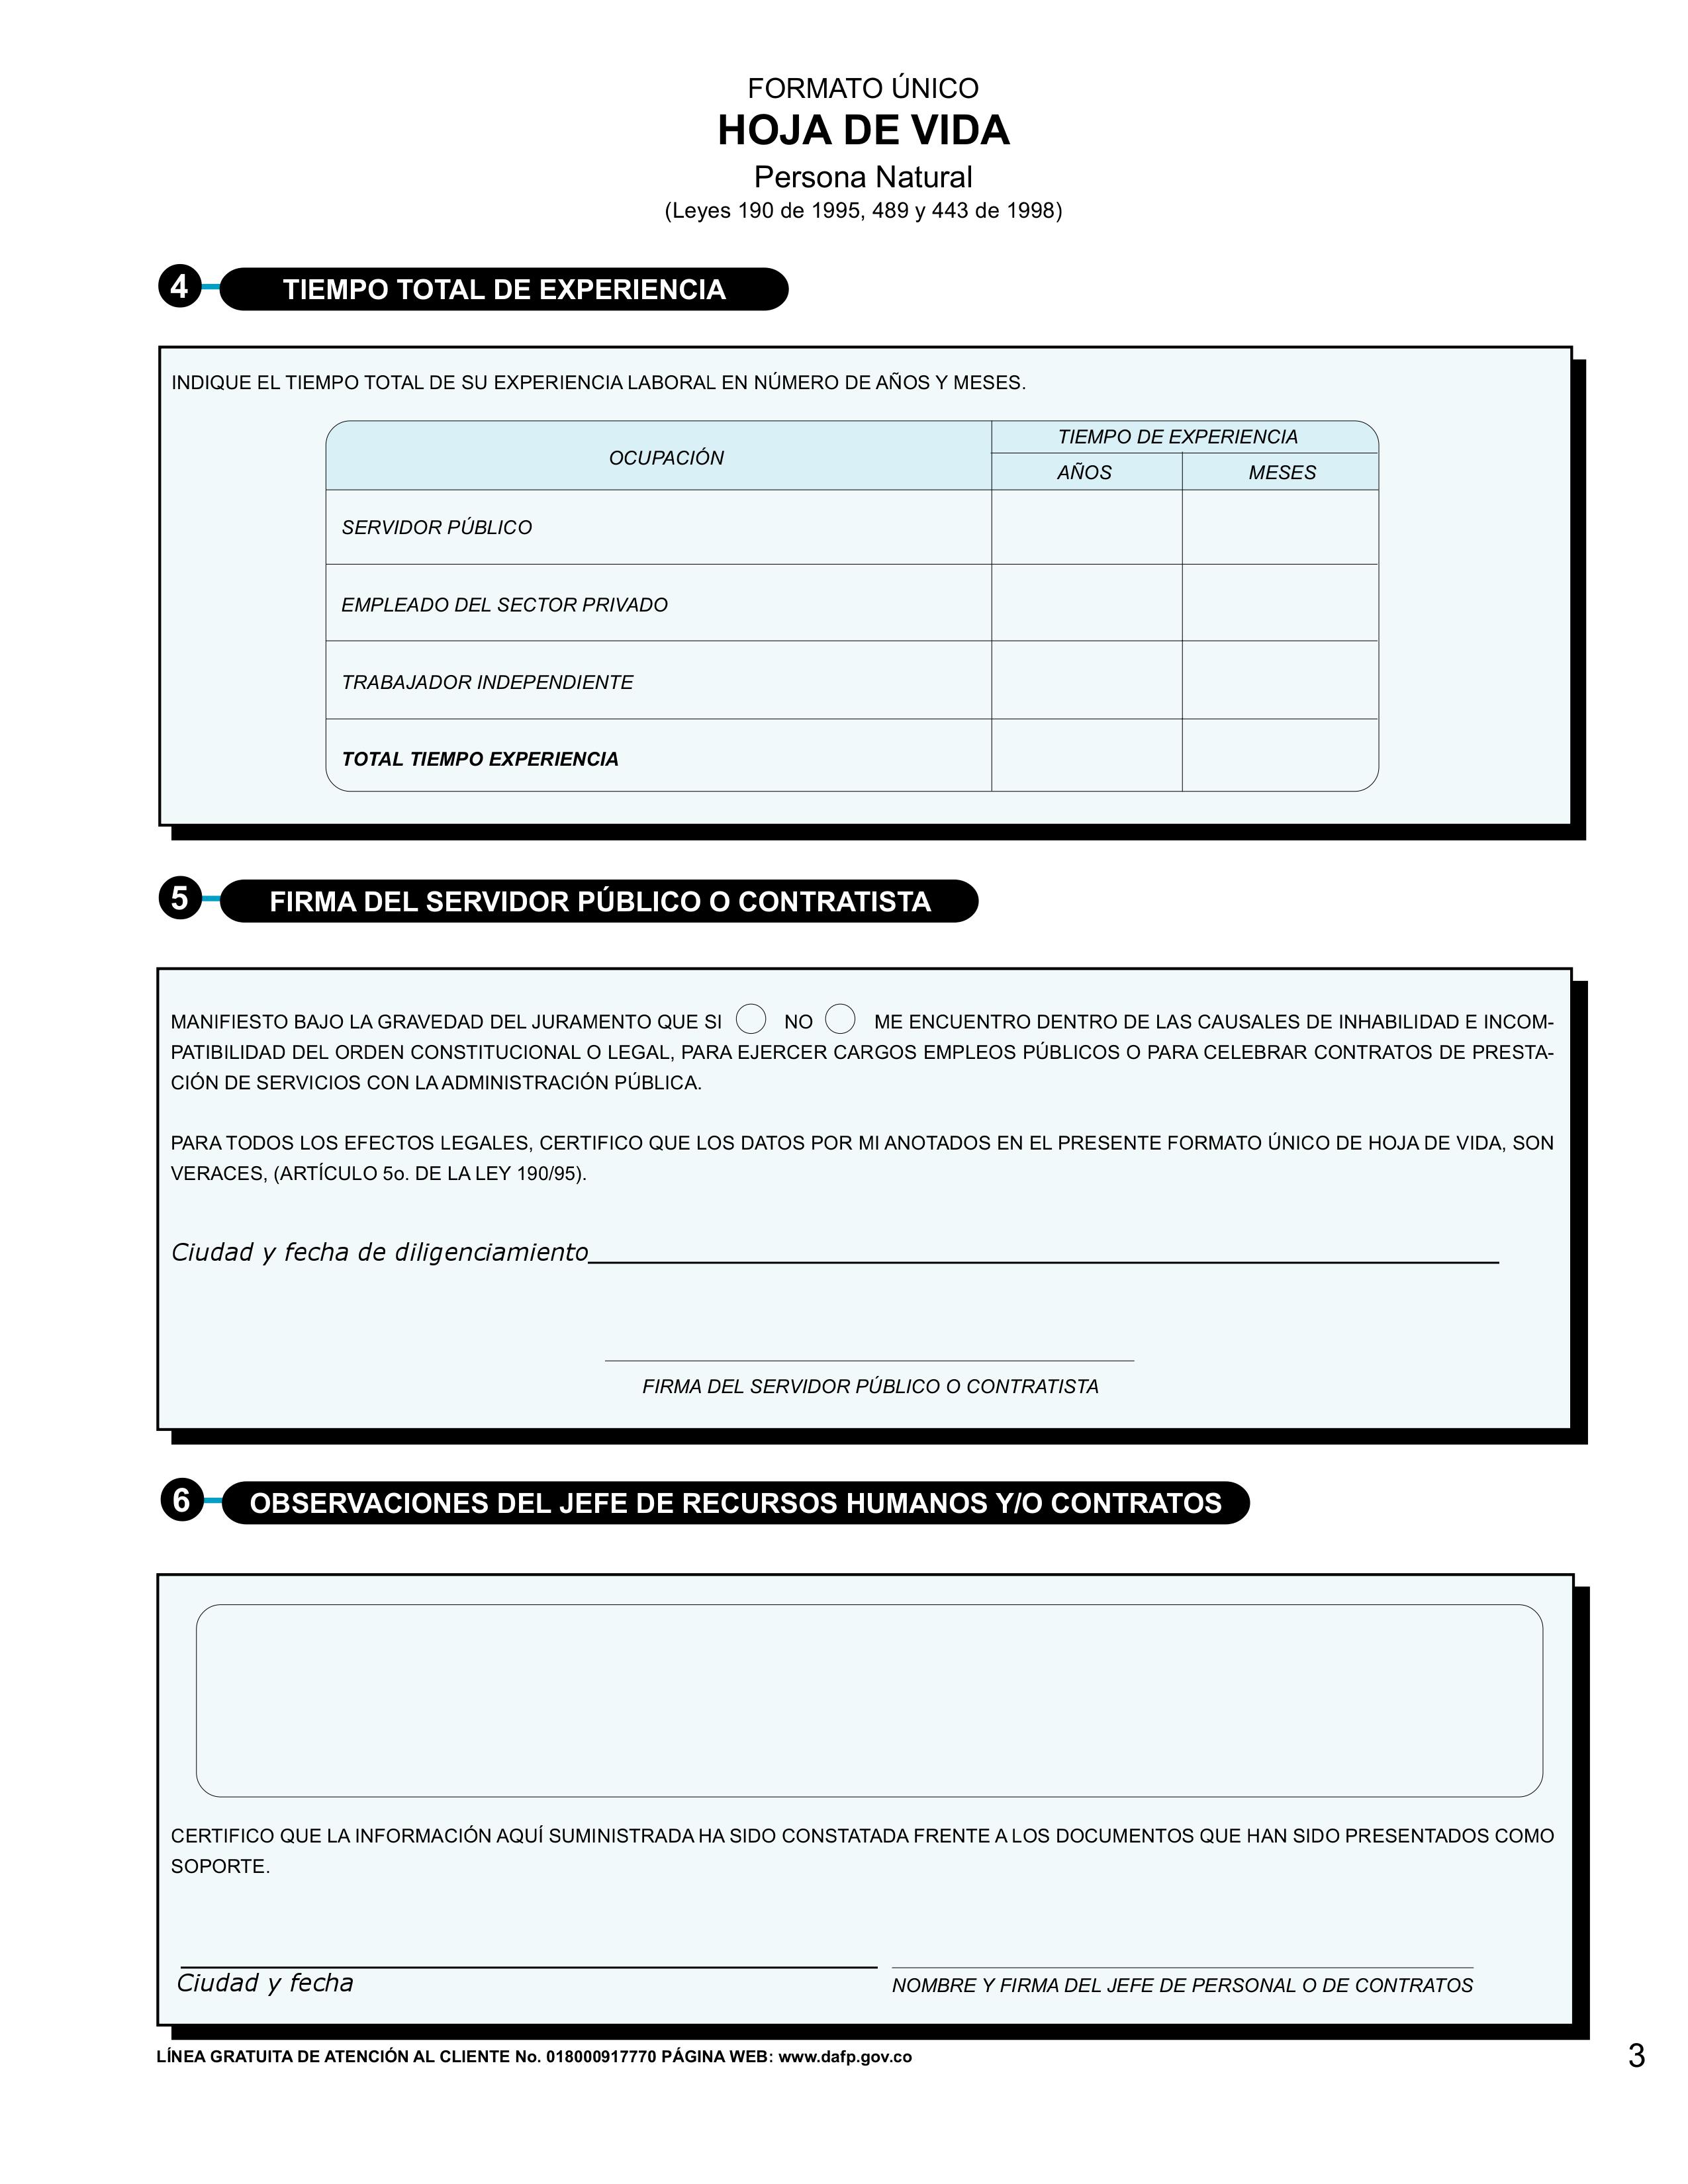 FORMATO ÚNICO
HOJA DE VIDA
Persona Natural
(Leyes 190 de 1995, 489 y 443 de 1998)
4 TIEMPO TOTAL DE EXPERIENCIA
INDIQUE EL TIEMPO TOTAL DE SU EXPERIENCIA LABORAL EN NÚMERO DE AÑOS Y MESES.
OCUPACIÓN
TIEMPO DE EXPERIENCIA
AÑOS MESES
SERVIDOR PÚBLICO
EMPLEADO DEL SECTOR PRIVADO
TRABAJADOR INDEPENDIENTE
TOTAL TIEMPO EXPERIENCIA
5 FIRMA DEL SERVIDOR PÚBLICO O CONTRATISTA
MANIFIESTO BAJO LA GRAVEDAD DEL JURAMENTO QUE SI NO ME ENCUENTRO DENTRO DE LAS CAUSALES DE INHABILIDAD E INCOM-
PATIBILIDAD DEL ORDEN CONSTITUCIONAL O LEGAL, PARA EJERCER CARGOS EMPLEOS PÚBLICOS O PARA CELEBRAR CONTRATOS DE PRESTA-
CIÓN DE SERVICIOS CON LA ADMINISTRACIÓN PÚBLICA.
PARA TODOS LOS EFECTOS LEGALES, CERTIFICO QUE LOS DATOS POR MI ANOTADOS EN EL PRESENTE FORMATO ÚNICO DE HOJA DE VIDA, SON
VERACES, (ARTÍCULO 5o. DE LA LEY 190/95).
Ciudad y fecha de diligenciamiento
FIRMA DEL SERVIDOR PÚBLICO O CONTRATISTA
6 OBSERVACIONES DEL JEFE DE RECURSOS HUMANOS Y/O CONTRATOS
CERTIFICO QUE LA INFORMACIÓN AQUÍ SUMINISTRADA HA SIDO CONSTATADA FRENTE A LOS DOCUMENTOS QUE HAN SIDO PRESENTADOS COMO
SOPORTE.
Ciudad y fecha
NOMBRE Y FIRMA DEL JEFE DE PERSONAL O DE CONTRATOS
LÍNEA GRATUITA DE ATENCIÓN AL CLIENTE No. 018000917770 PÁGINA WEB: www.dafp.gov.co
3